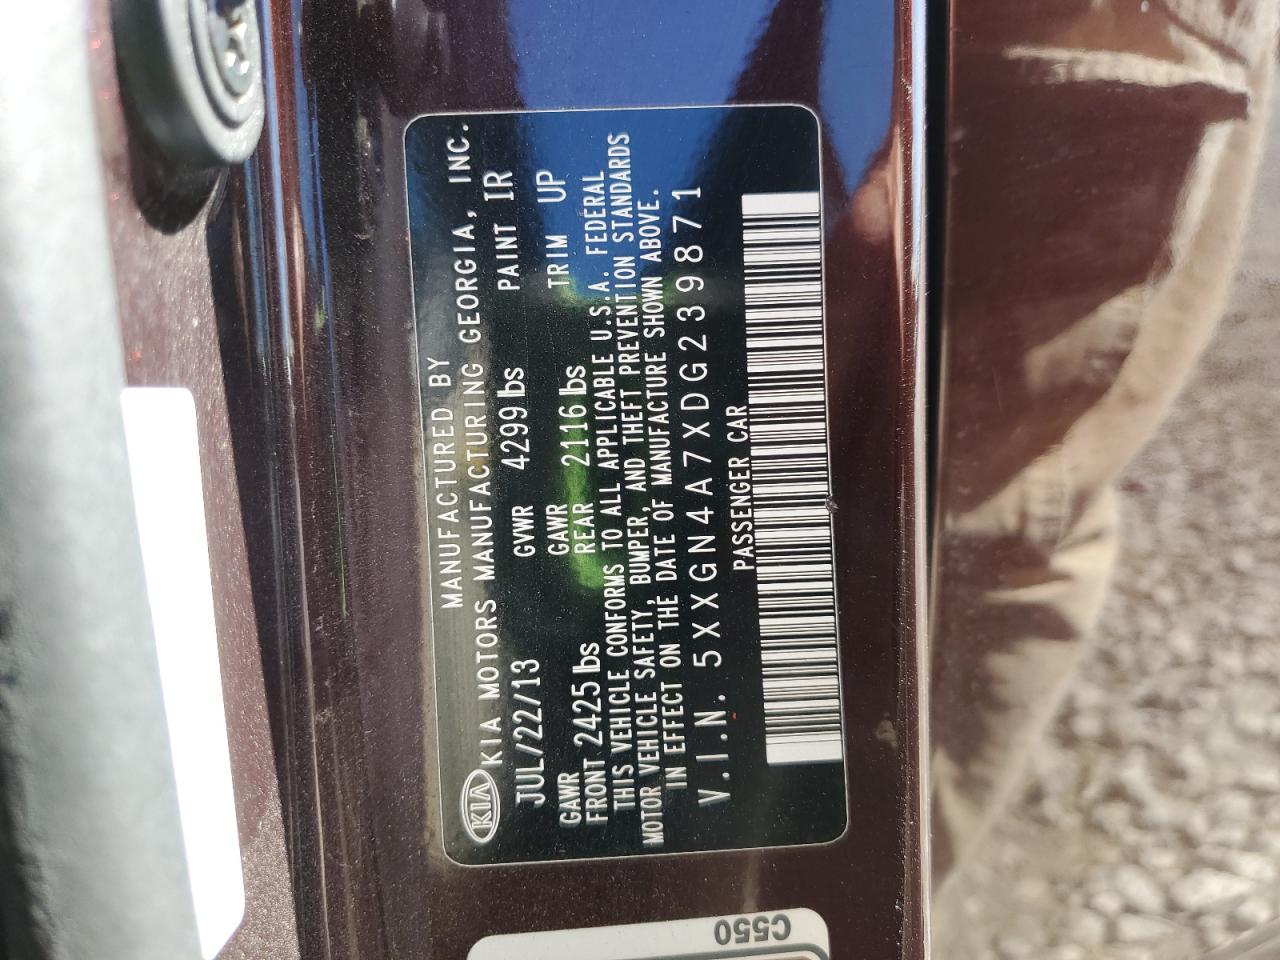 MANUFACTURED BY
KIA KIA MOTORS MANUFACTURING GEORGIA, INC.
JUL/22/13 GVWR 4299 lbs PAINT IR
GAWR GAWR TRIM UP
FRONT 2425 lbs REAR 2116 lbs
THIS VEHICLE CONFORMS TO ALL APPLICABLE U.S.A. FEDERAL
MOTOR VEHICLE SAFETY, BUMPER, AND THEFT PREVENTION STANDARDS
IN EFFECT ON THE DATE OF MANUFACTURE SHOWN ABOVE.
V.I.N. 5XXGN4A7XDG239871
PASSENGER CAR
C550